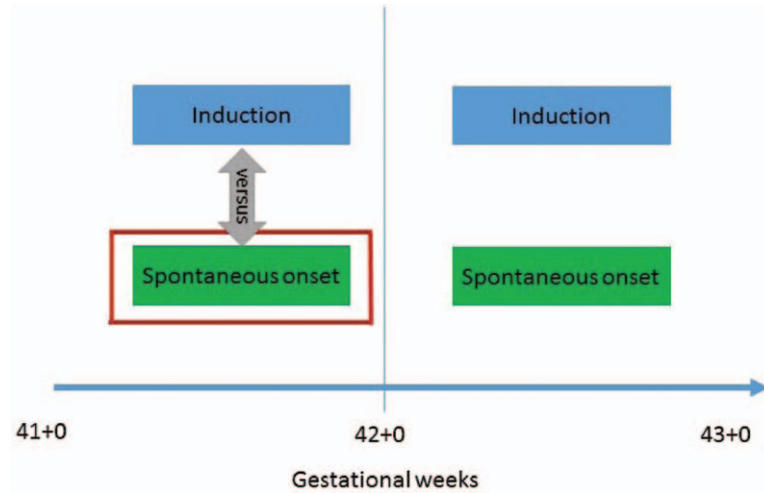 Induction
Induction
versus
Spontaneous onset
Spontaneous onset
41+0
42+0
43+0
Gestational weeks